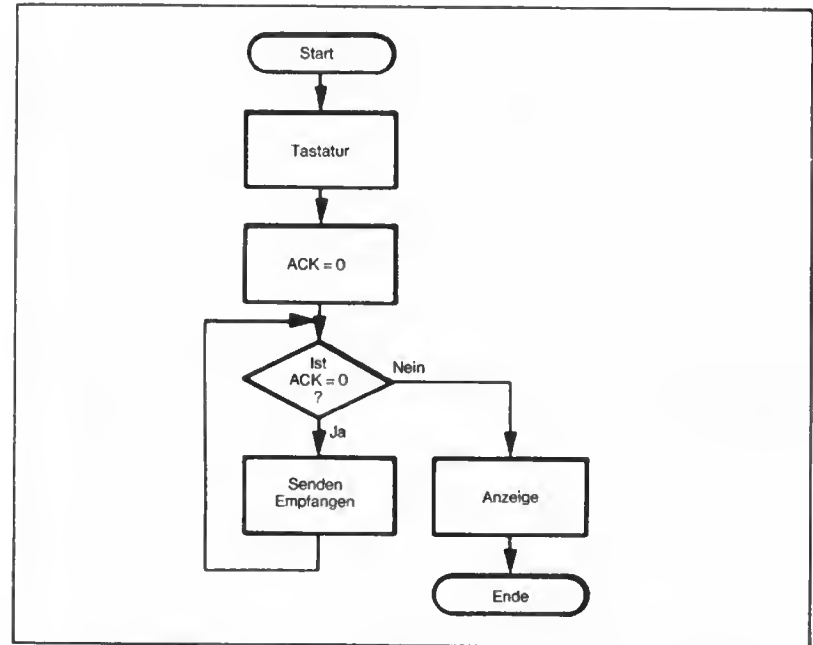 Start
Tastatur
ACK = 0
Ist
ACK = 0
?
Nein
Ja
Senden
Empfangen
Anzeige
Ende